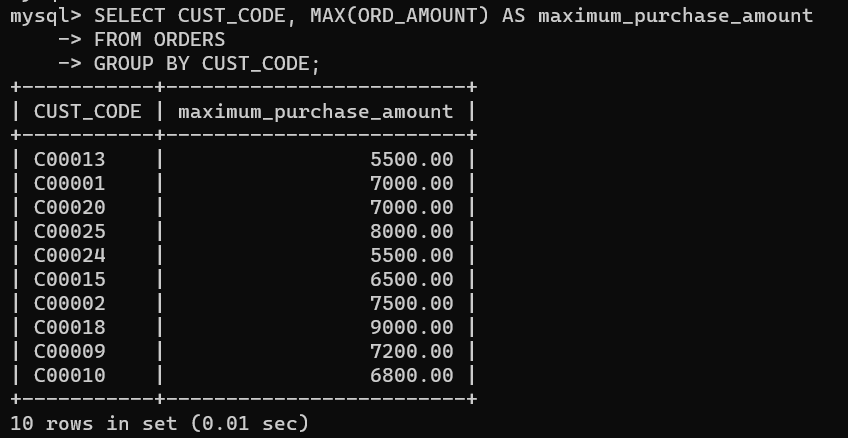 mysql> SELECT CUST_CODE, MAX(ORD_AMOUNT) AS maximum_purchase_amount
    -> FROM ORDERS
    -> GROUP BY CUST_CODE;
+-----------+-------------------------+
| CUST_CODE | maximum_purchase_amount |
+-----------+-------------------------+
| C00013    |                 5500.00 |
| C00001    |                 7000.00 |
| C00020    |                 7000.00 |
| C00025    |                 8000.00 |
| C00024    |                 5500.00 |
| C00015    |                 6500.00 |
| C00002    |                 7500.00 |
| C00018    |                 9000.00 |
| C00009    |                 7200.00 |
| C00010    |                 6800.00 |
+-----------+-------------------------+
10 rows in set (0.01 sec)